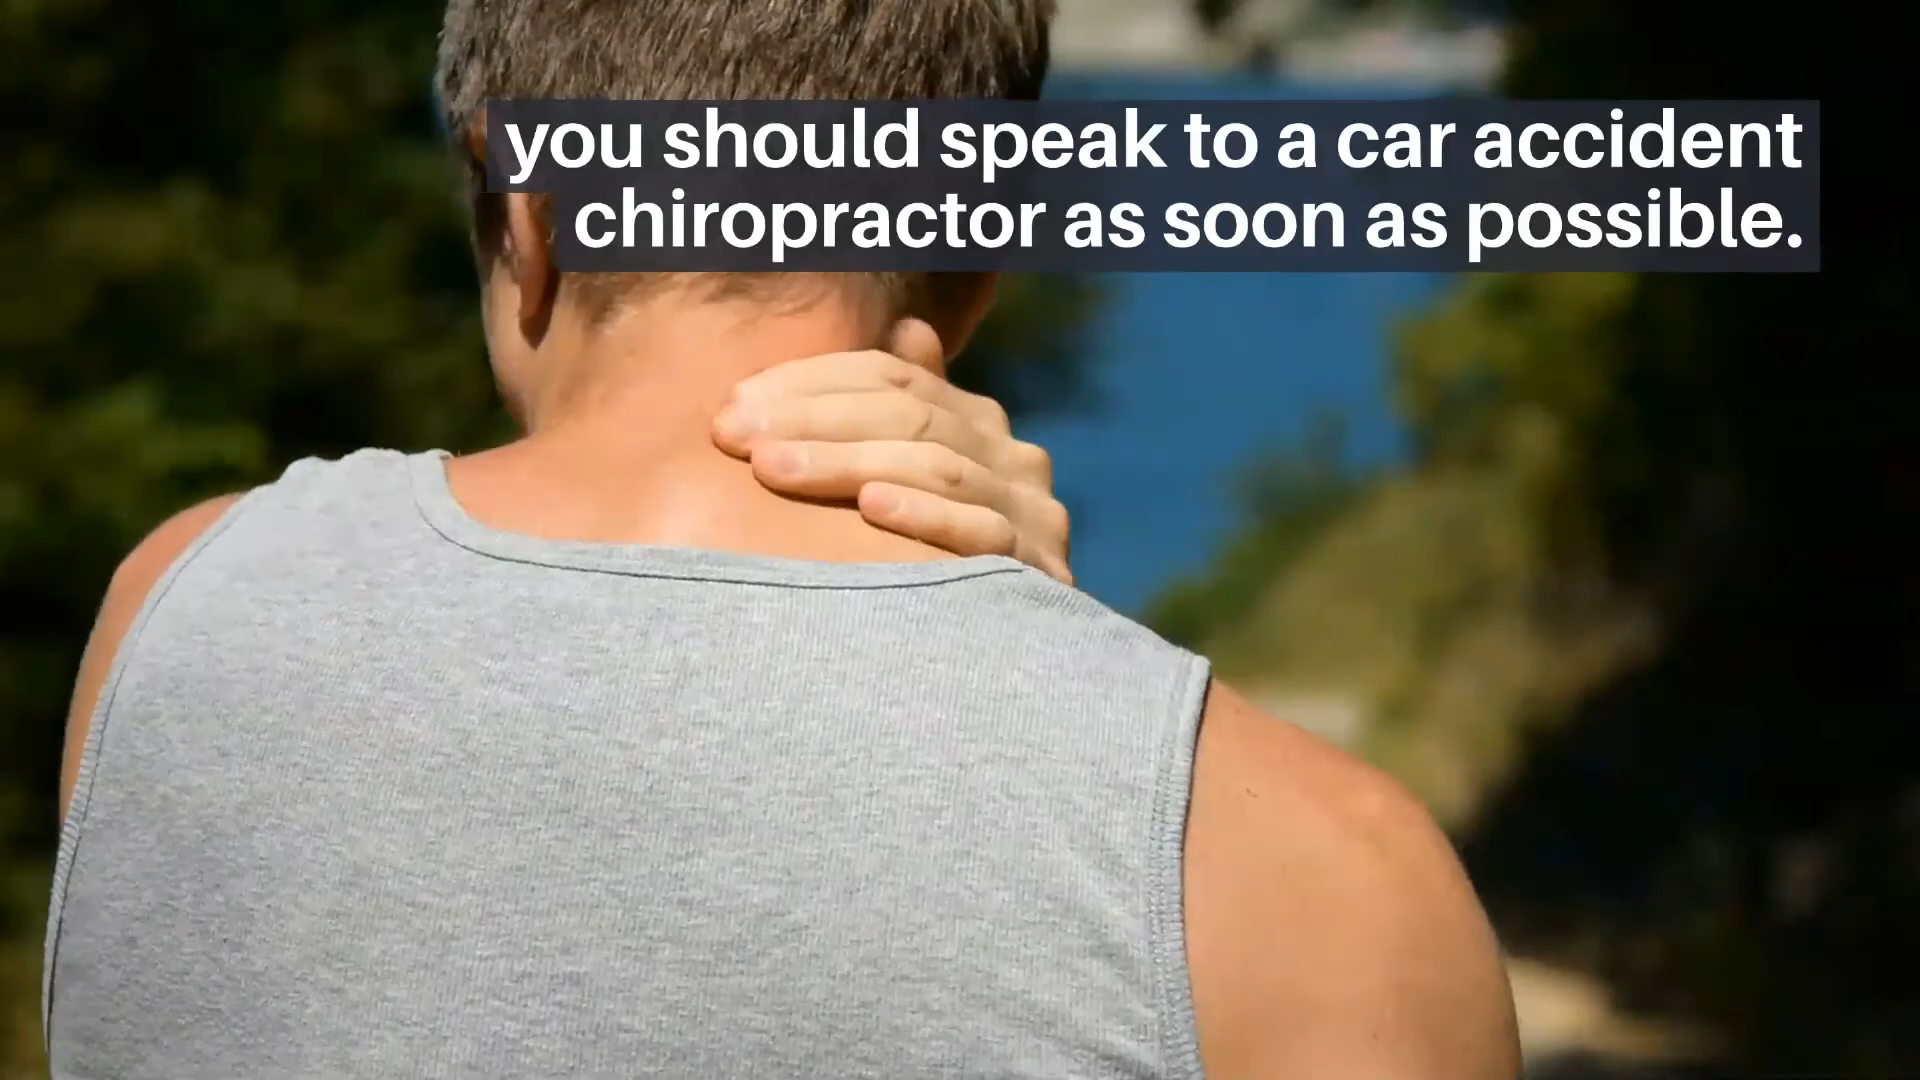 you should speak to a car accident
chiropractor as soon as possible.